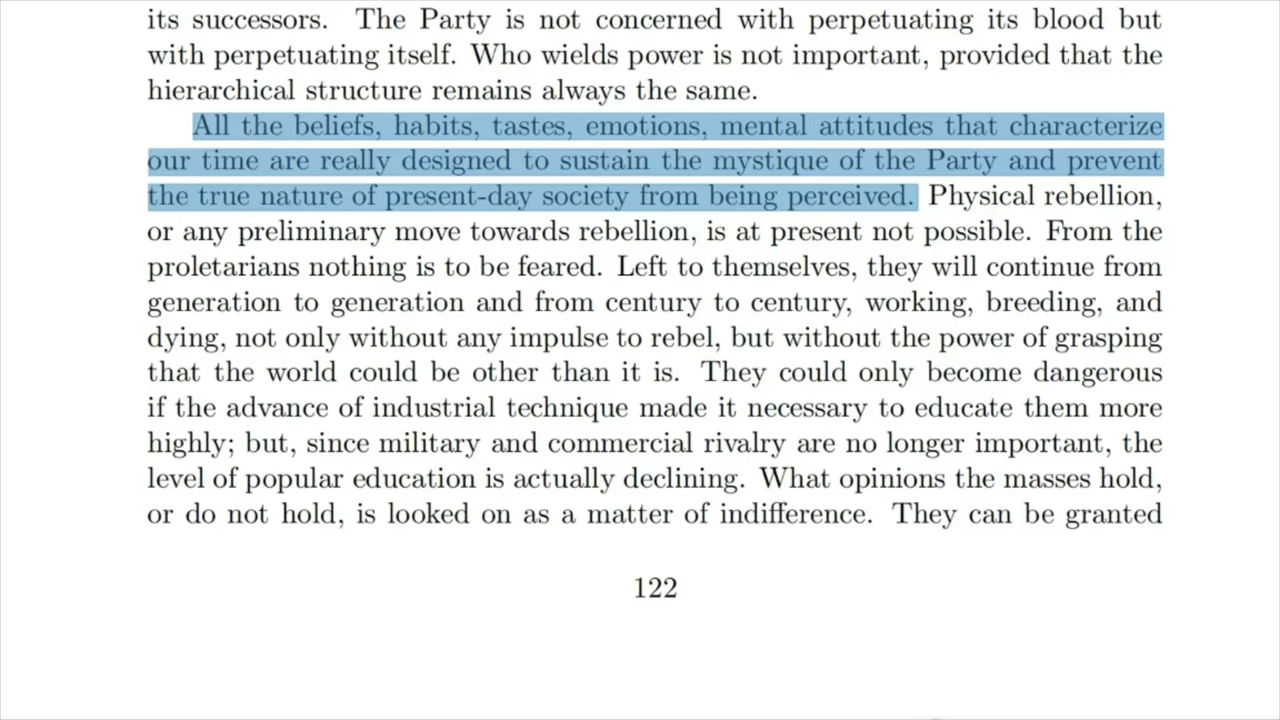 its successors. The Party is not concerned with perpetuating its blood but
with perpetuating itself. Who wields power is not important, provided that the
hierarchical structure remains always the same.
All the beliefs, habits, tastes, emotions, mental attitudes that characterize
our time are really designed to sustain the mystique of the Party and prevent
the true nature of present-day society from being perceived. Physical rebellion,
or any preliminary move towards rebellion, is at present not possible. From the
proletarians nothing is to be feared. Left to themselves, they will continue from
generation to generation and from century to century, working, breeding, and
dying, not only without any impulse to rebel, but without the power of grasping
that the world could be other than it is. They could only become dangerous
if the advance of industrial technique made it necessary to educate them more
highly; but, since military and commercial rivalry are no longer important, the
level of popular education is actually declining. What opinions the masses hold,
or do not hold, is looked on as a matter of indifference. They can be granted
122